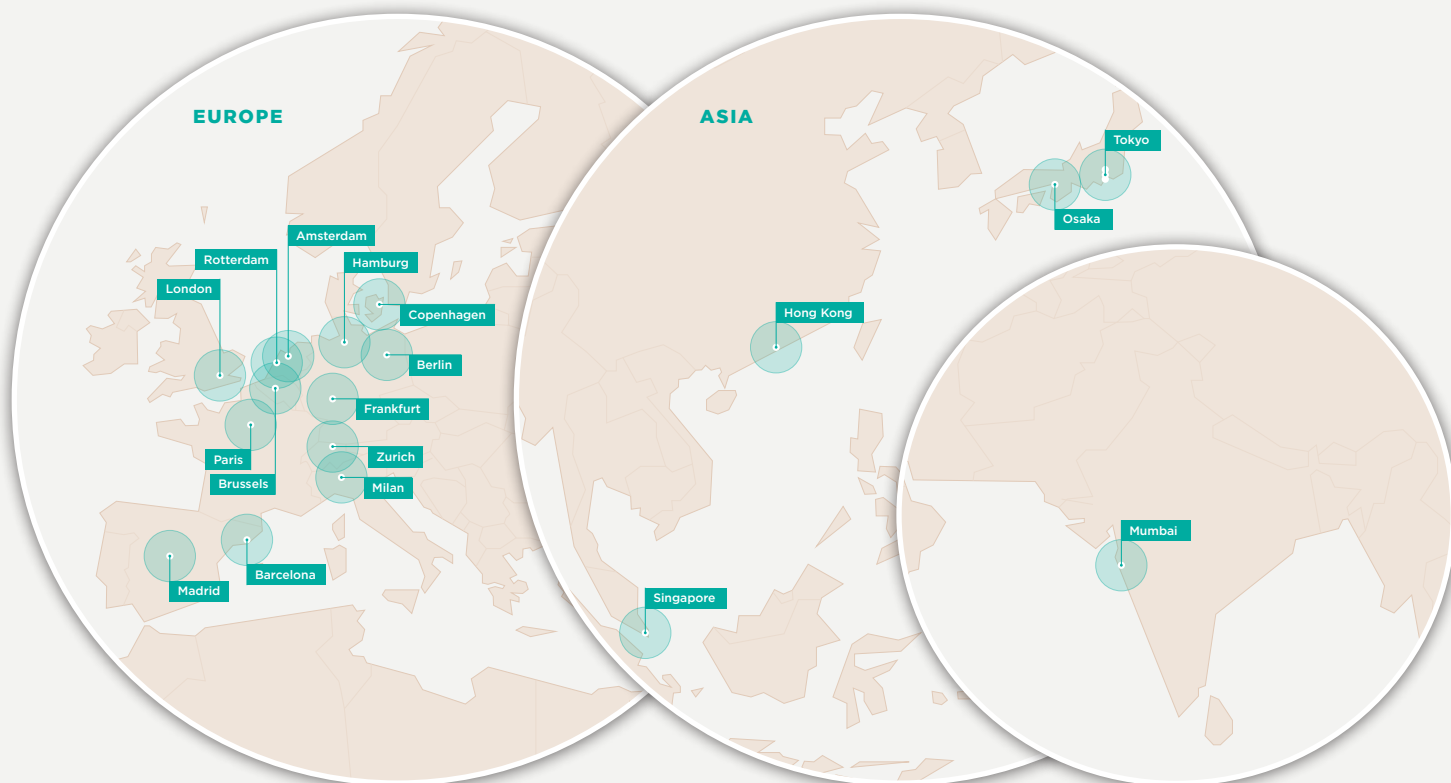 EUROPE
Amsterdam
Rotterdam
Hamburg
London
Copenhagen
Berlin
Frankfurt
Paris
Zurich
Brussels
Milan
Barcelona
Madrid
ASIA
Tokyo
Osaka
Hong Kong
Singapore
Mumbai